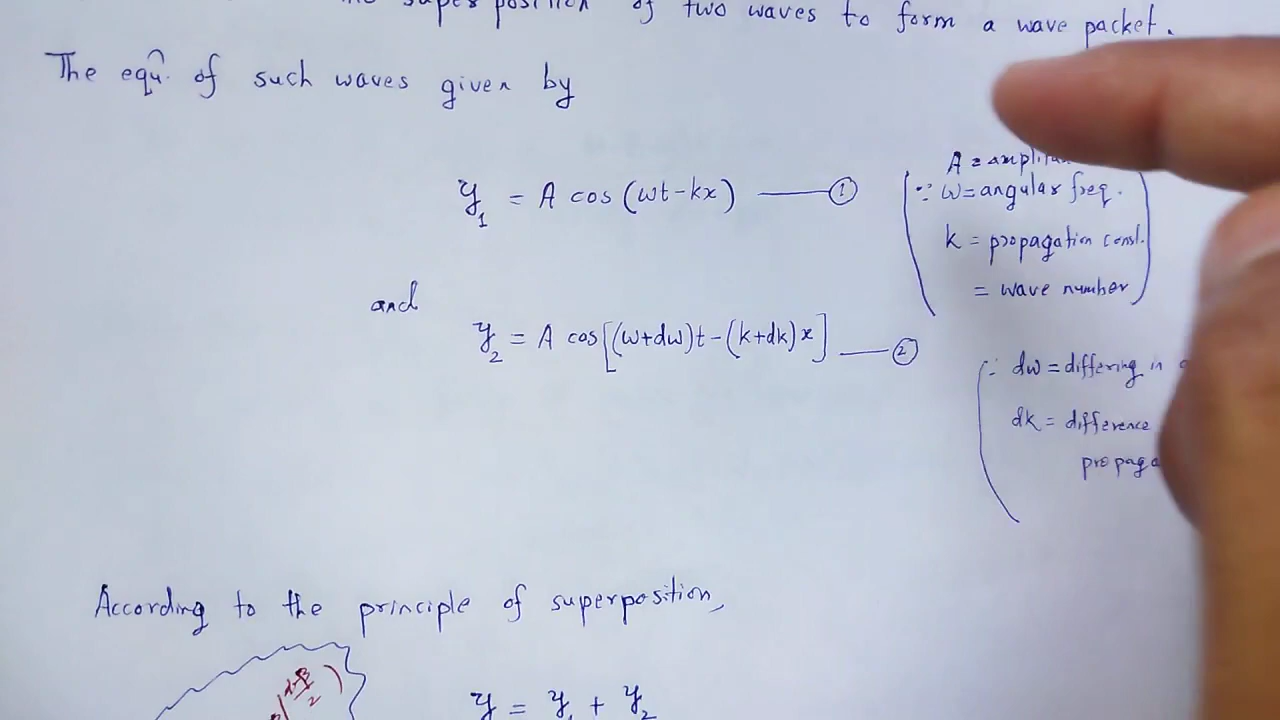 superposition of two waves to form a wave packet.
The equn. of such waves given by
A = ampli
y₁ = A cos (ωt-kx) —— ①
∵ ω = angular freq.
k = propagation const.
= wave number
and
y₂ = A cos[(ω+dω)t-(k+dk)x] —— ②
∵ dω = differing in
dk = difference
propaga
According to the principle of superposition,
y = y₁ + y₂